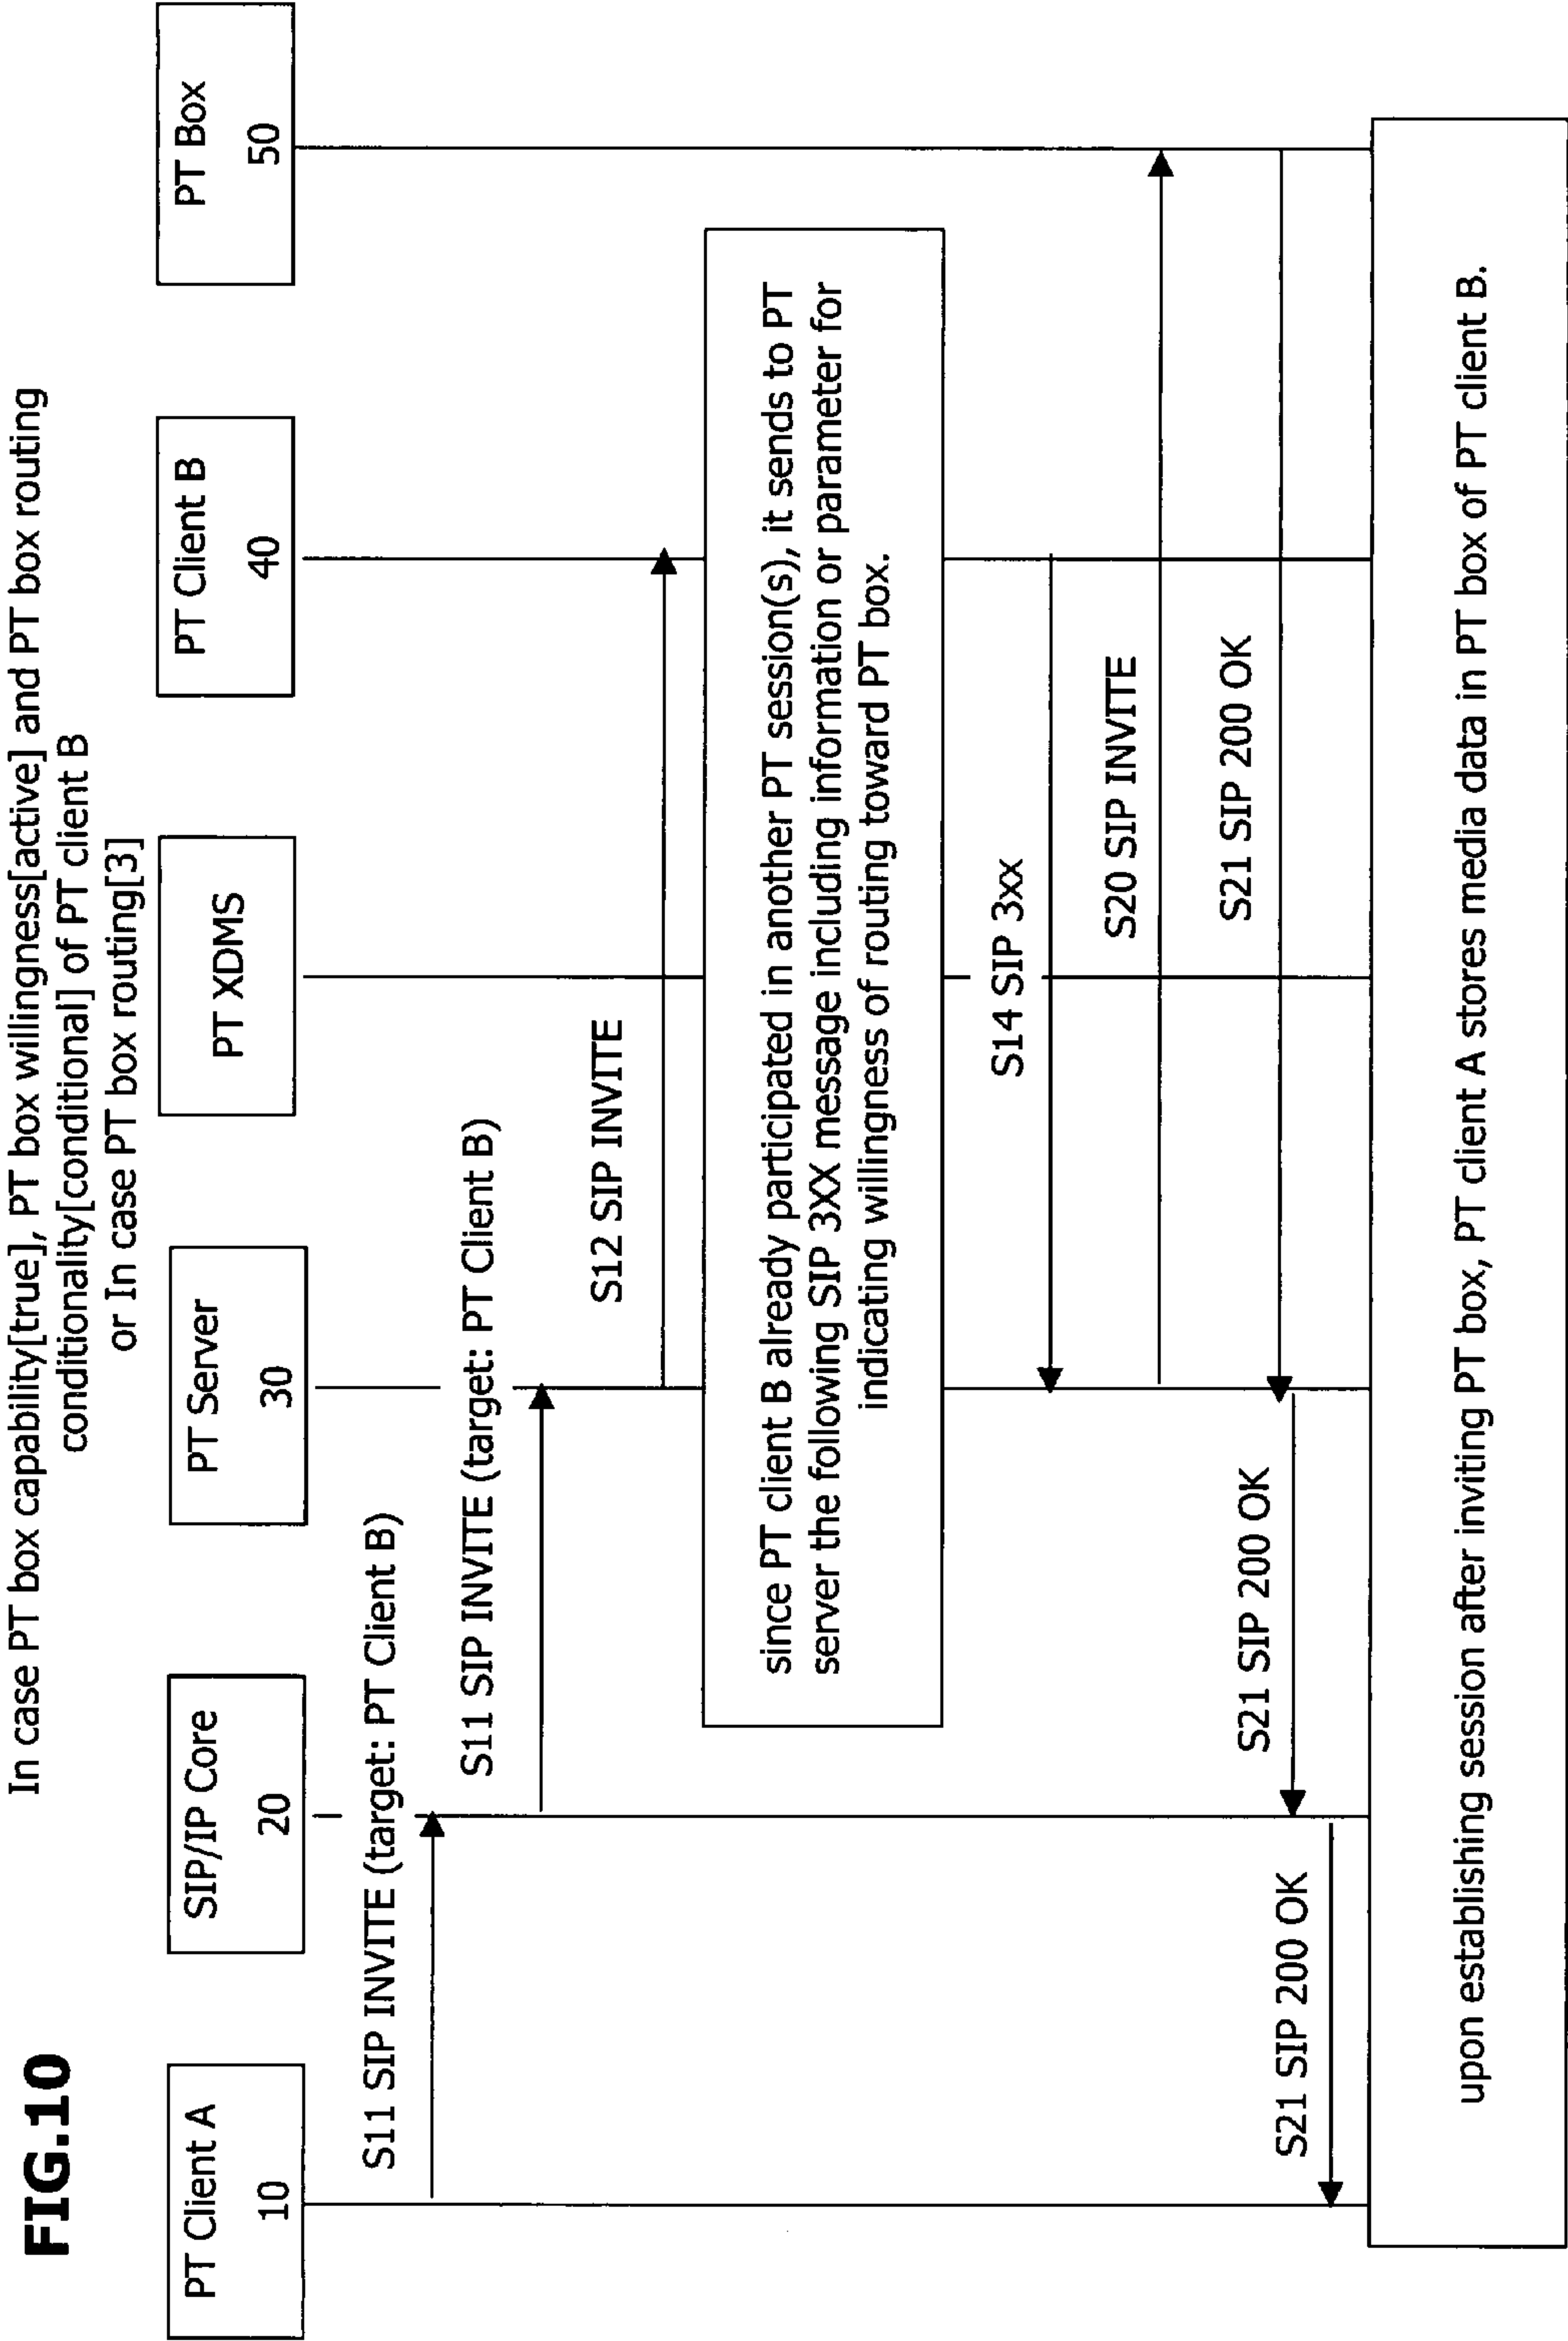 FIG.10
In case PT box capability[true], PT box willingness[active] and PT box routing
conditionality[conditional] of PT client B
or In case PT box routing[3]
PT Client A
10
SIP/IP Core
20
PT Server
30
PT XDMS
PT Client B
40
PT Box
50
S11 SIP INVITE (target: PT Client B)
S11 SIP INVITE (target: PT Client B)
S12 SIP INVITE
since PT client B already participated in another PT session(s), it sends to PT
server the following SIP 3XX message including information or parameter for
indicating willingness of routing toward PT box.
S14 SIP 3xx
S20 SIP INVITE
S21 SIP 200 OK
S21 SIP 200 OK
S21 SIP 200 OK
upon establishing session after inviting PT box, PT client A stores media data in PT box of PT client B.